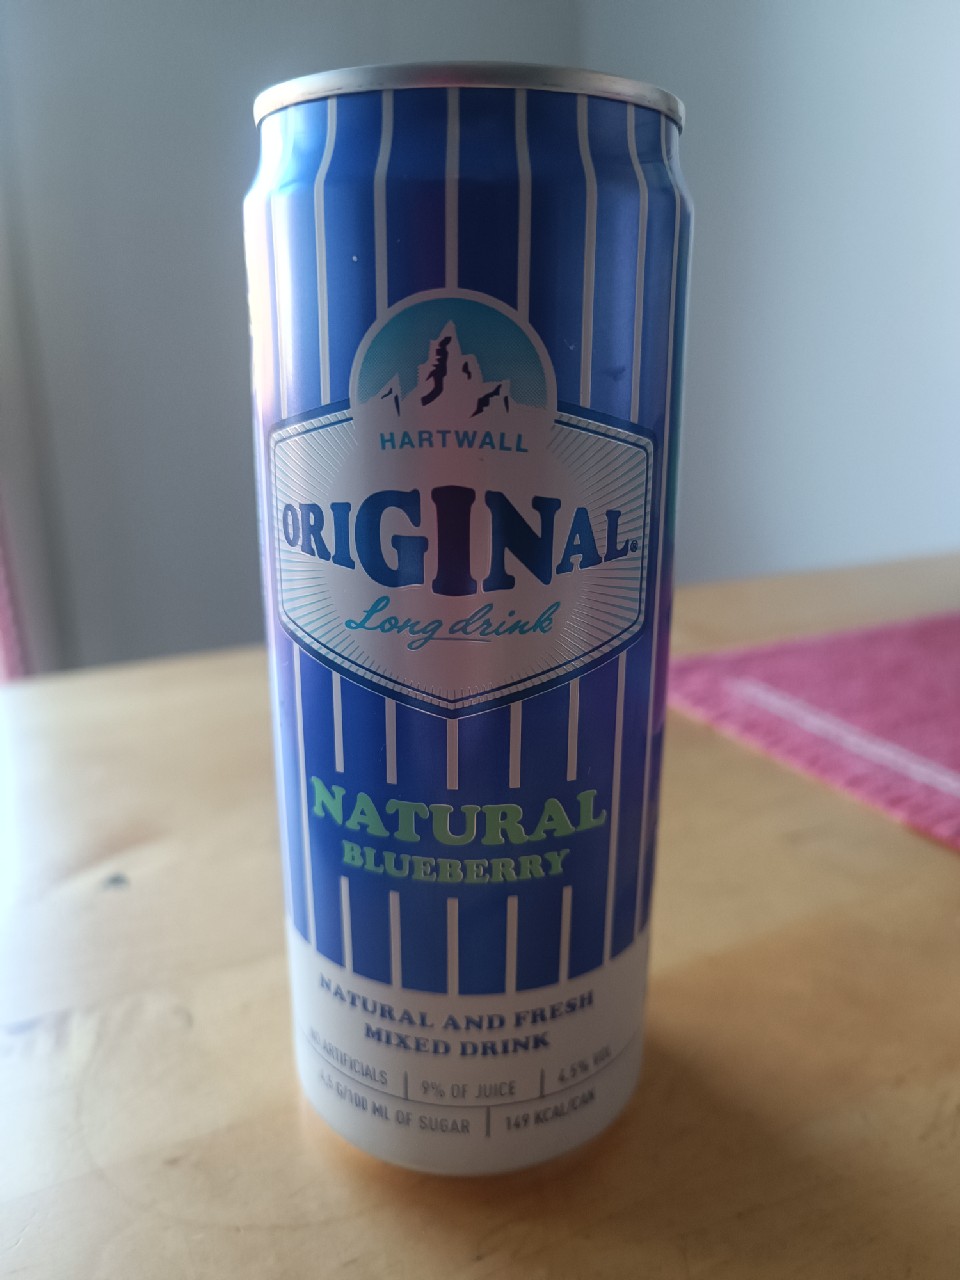 HARTWALL
ORIGINAL®
Long drink
NATURAL
BLUEBERRY
NATURAL AND FRESH
MIXED DRINK
NO ARTIFICIALS | 9% OF JUICE | 4,5% VOL
4,5 G/100 ML OF SUGAR | 149 KCAL/CAN